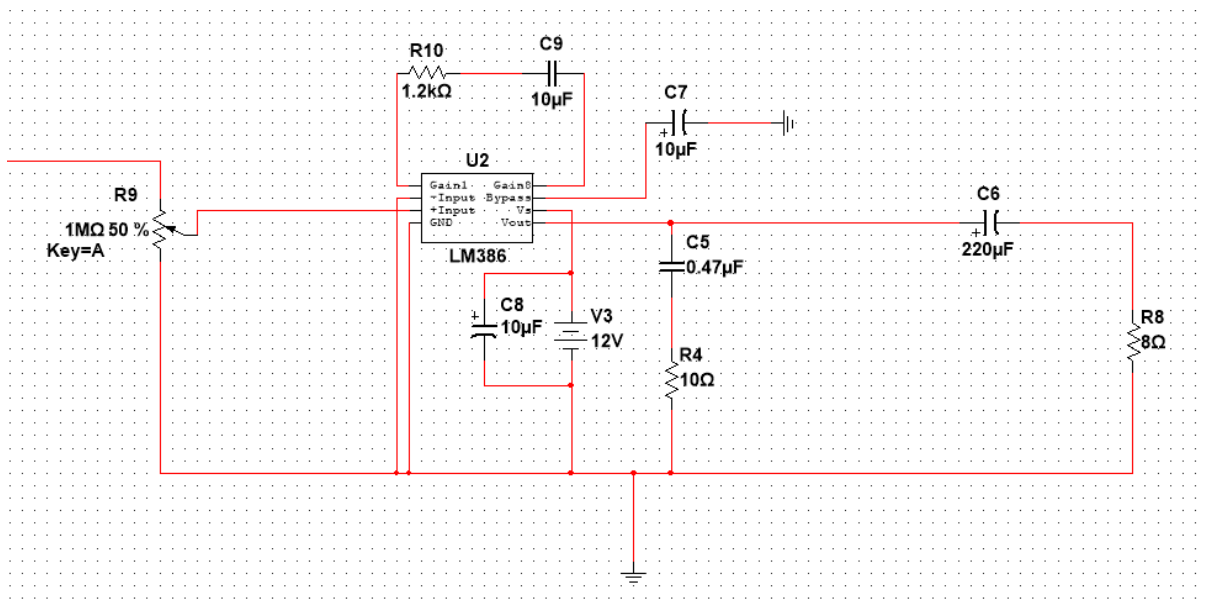 R10
1.2kΩ
C9
10µF
C7
+
10µF
U2
Gain1 Gain8
-Input Bypass
+Input Vs
GND Vout
LM386
R9
1MΩ 50 %
Key=A
C6
+
220µF
C5
0.47µF
C8
+
10µF
V3
12V
R4
10Ω
R8
8Ω